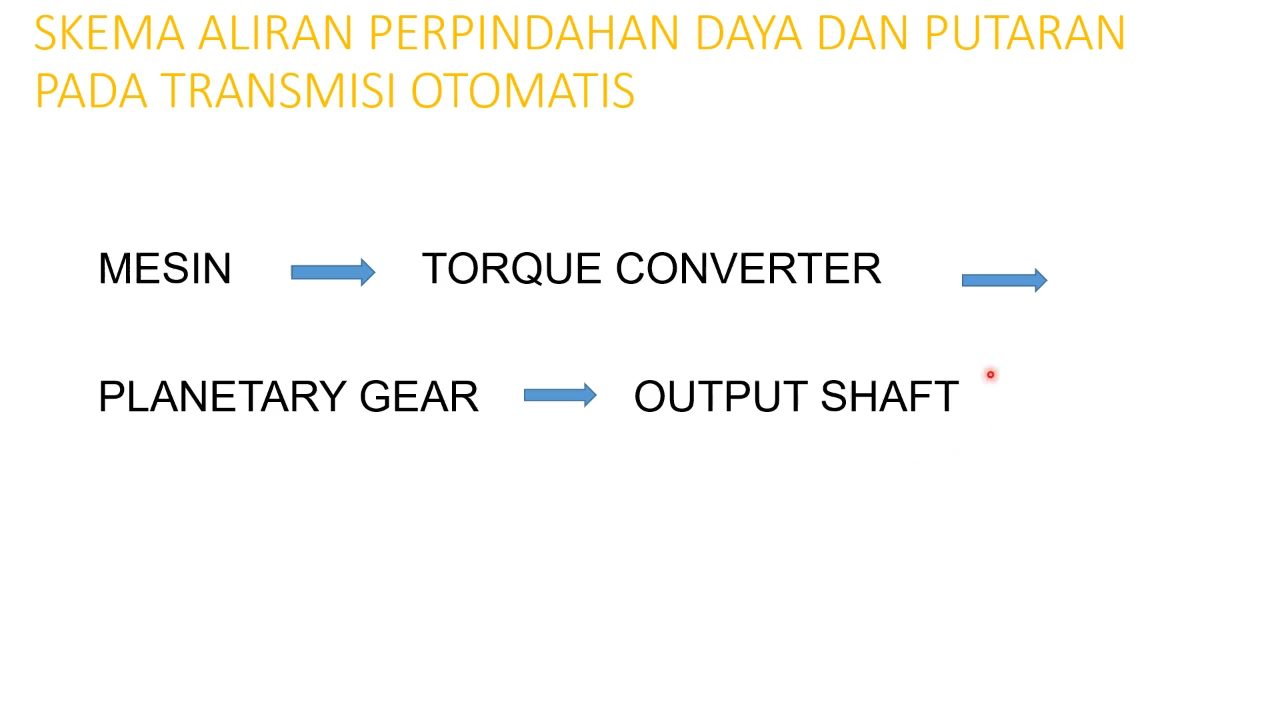 SKEMA ALIRAN PERPINDAHAN DAYA DAN PUTARAN
PADA TRANSMISI OTOMATIS
MESIN TORQUE CONVERTER
PLANETARY GEAR OUTPUT SHAFT